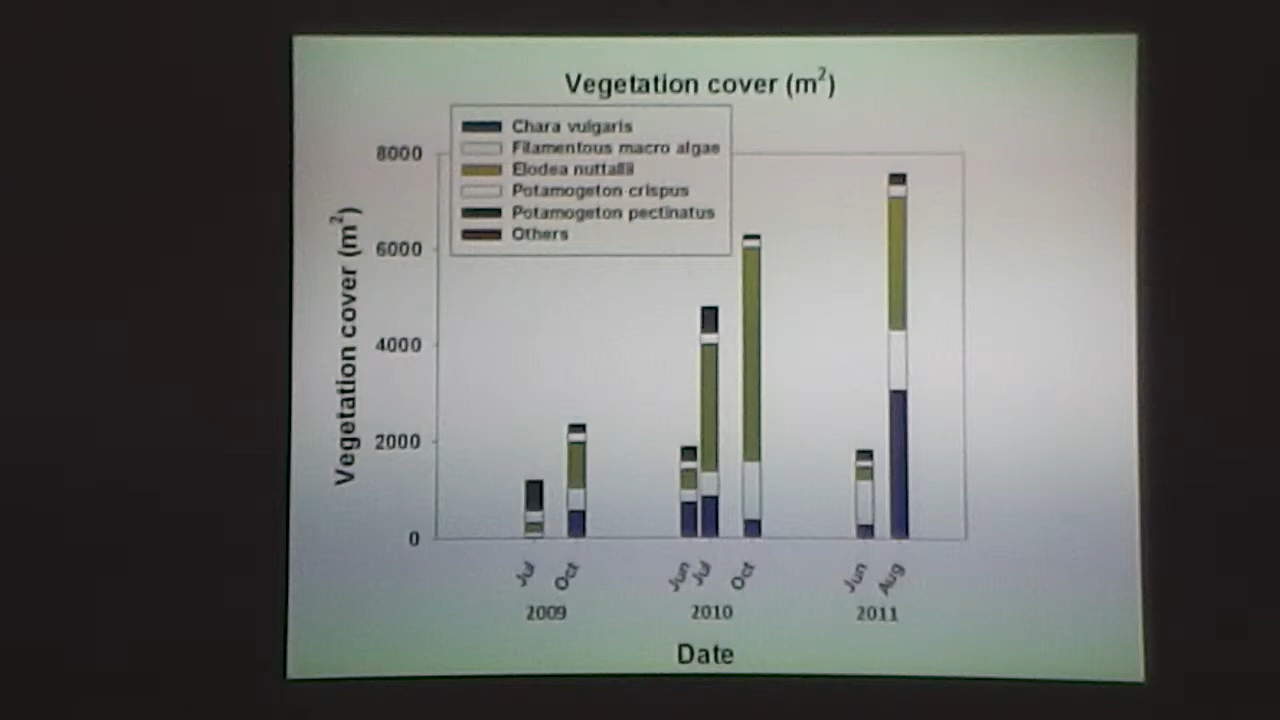 Vegetation cover (m²)
Chara vulgaris
Filamentous macro algae
Elodea nuttallii
Potamogeton crispus
Potamogeton pectinatus
Others
Vegetation cover (m²)
8000
6000
4000
2000
0
Jul
Oct
Jun
Jul
Oct
Jun
Aug
2009
2010
2011
Date